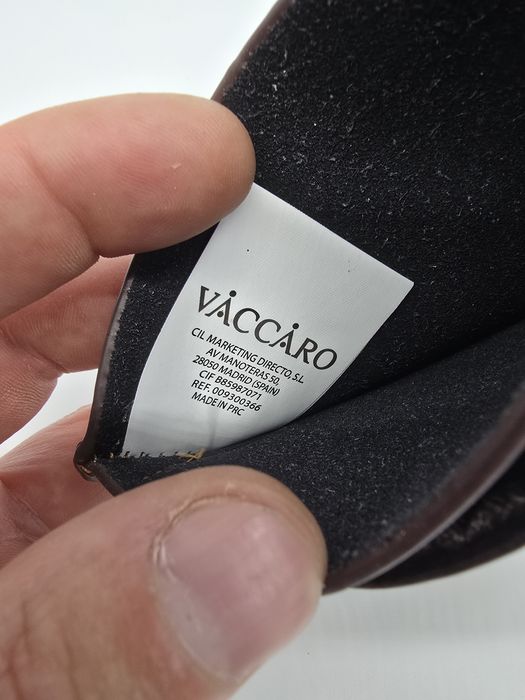 VACCARO
CIL MARKETING DIRECTO, S.L
AV MANOTERAS 50,
28050 MADRID (SPAIN)
CIF B85987071
REF. 009300366
MADE IN PRC